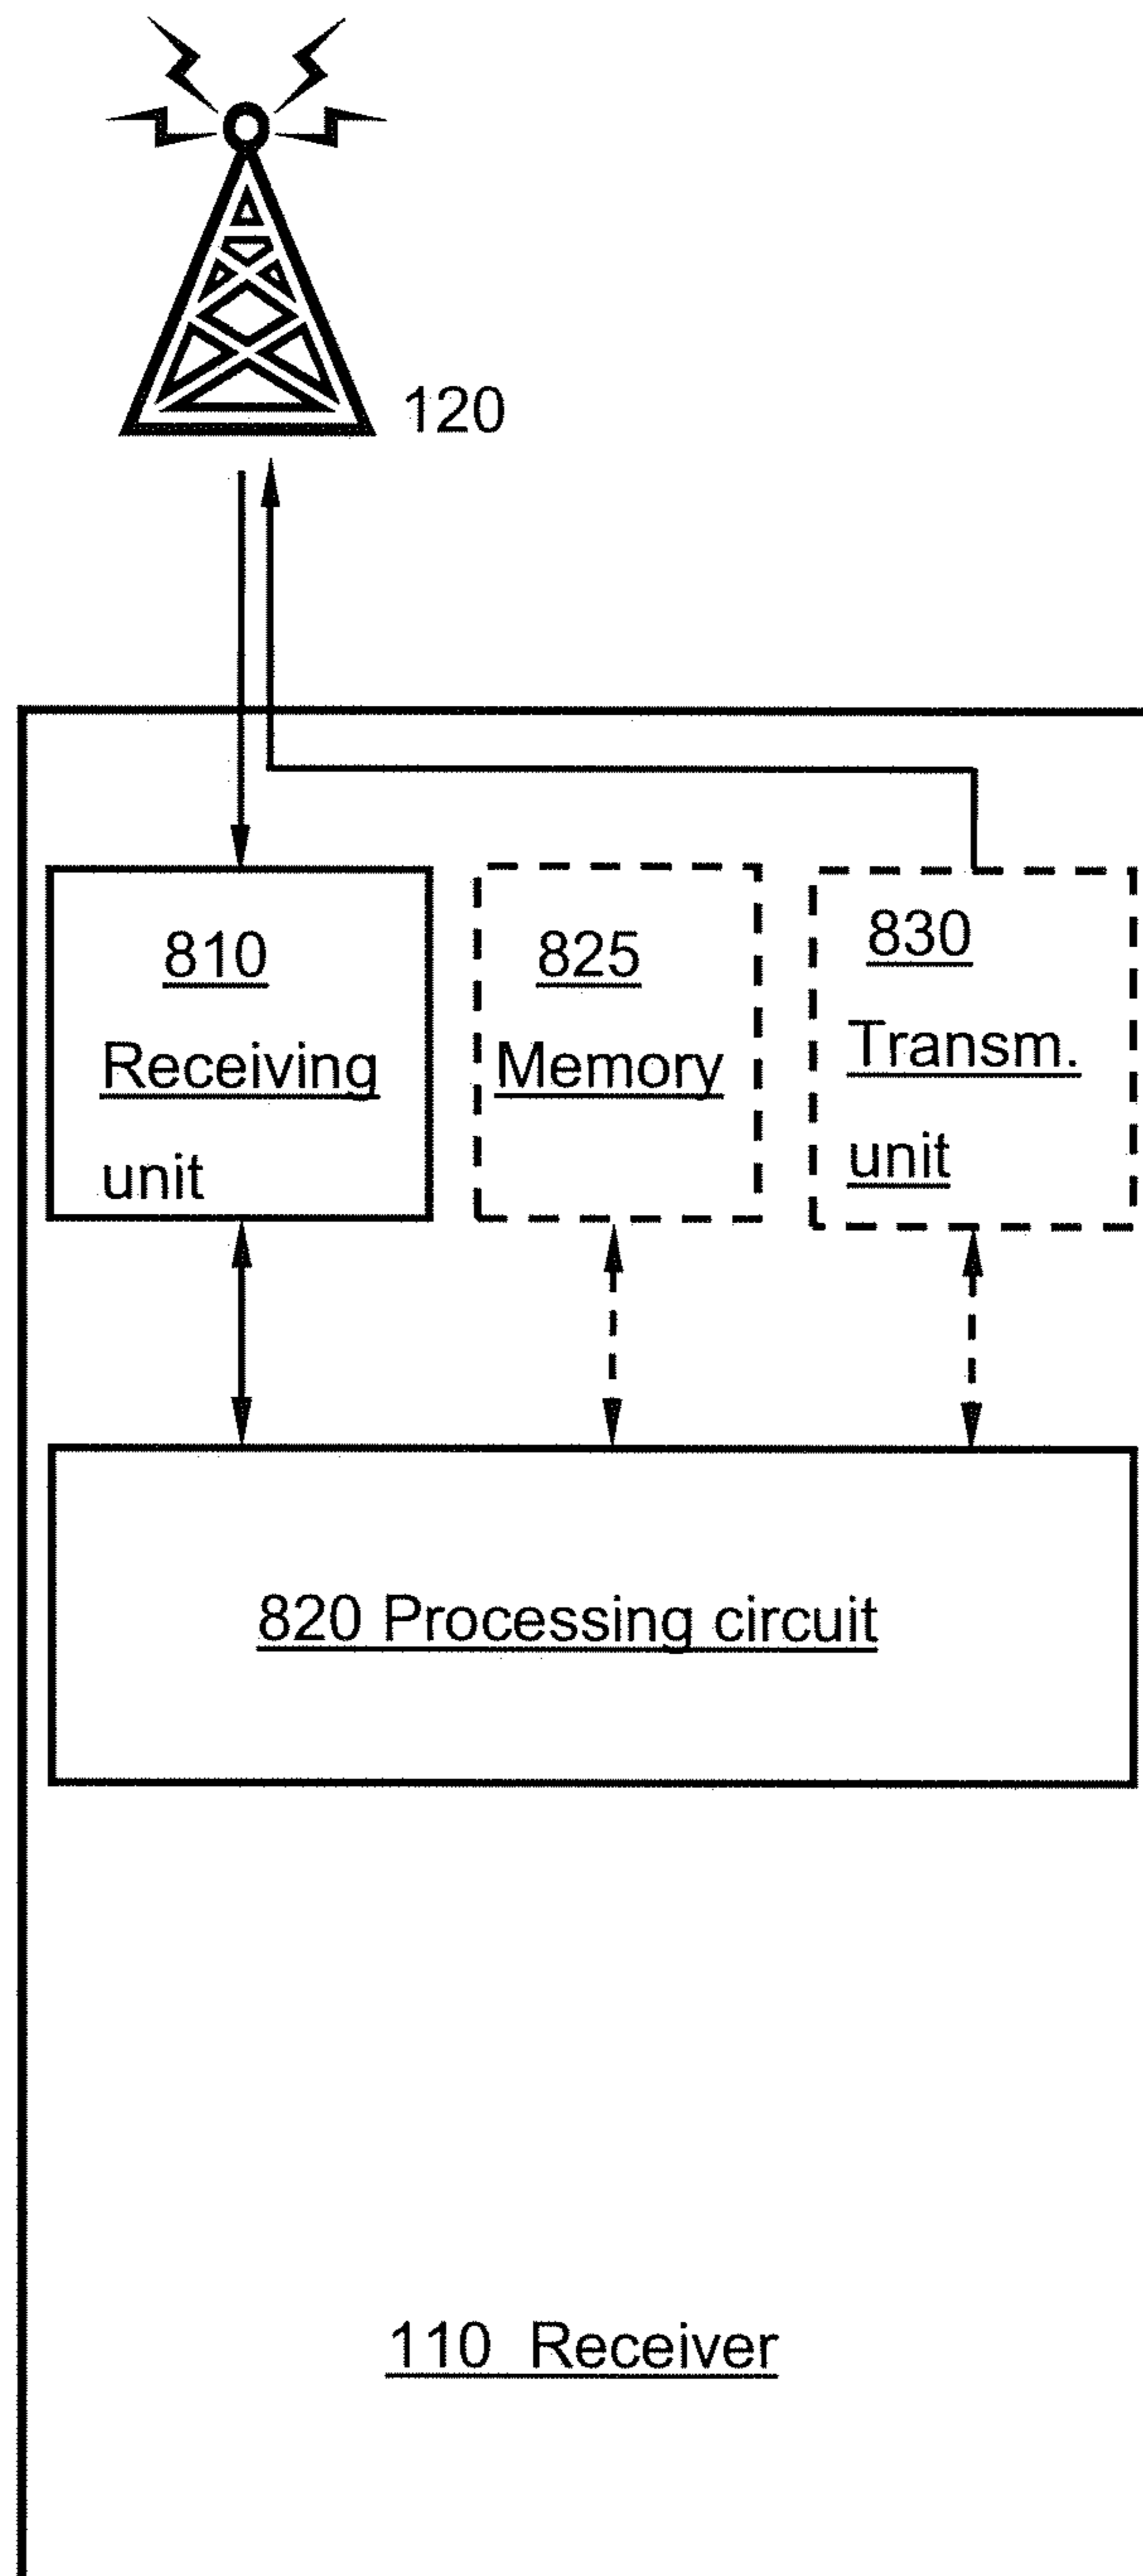 120
810
Receiving
unit
825
Memory
830
Transm.
unit
820 Processing circuit
110 Receiver